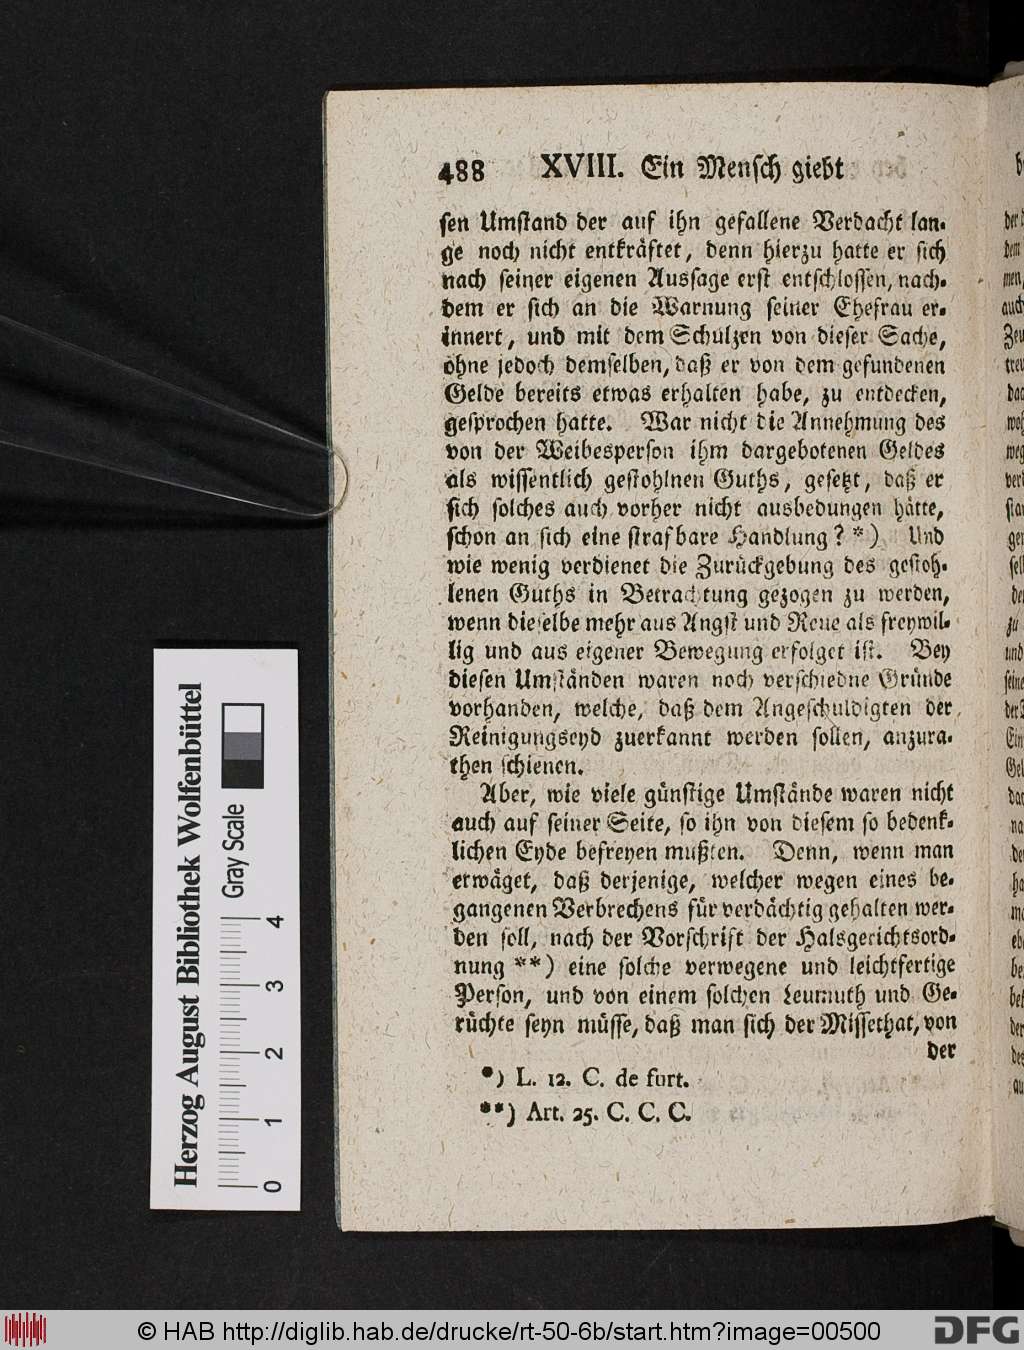 488 XVIII. Ein Mensch giebt
sen Umstand der auf ihn gefallene Verdacht lan-
ge noch nicht entkräftet, denn hierzu hatte er sich
nach seiner eigenen Aussage erst entschlossen, nach-
dem er sich an die Warnung seiner Ehefrau er-
innert, und mit dem Schulzen von dieser Sache,
ohne jedoch demselben, daß er von dem gefundenen
Gelde bereits etwas erhalten habe, zu entdecken,
gesprochen hatte. War nicht die Annehmung des
von der Weibesperson ihm dargebotenen Geldes
als wissentlich gestohlnen Guths, gesetzt, daß er
sich solches auch vorher nicht ausbedungen hätte,
schon an sich eine strafbare Handlung? *) Und
wie wenig verdienet die Zurückgebung des gestoh-
lenen Guths in Betrachtung gezogen zu werden,
wenn dieselbe mehr aus Angst und Reue als freywil-
lig und aus eigener Bewegung erfolget ist. Bey
diesen Umständen waren noch verschiedne Gründe
vorhanden, welche, daß dem Angeschuldigten der
Reinigungseyd zuerkannt werden sollen, anzura-
then schienen.
Aber, wie viele günstige Umstände waren nicht
auch auf seiner Seite, so ihn von diesem so bedenk-
lichen Eyde befreyen mußten. Denn, wenn man
erwäget, daß derjenige, welcher wegen eines be-
gangenen Verbrechens für verdächtig gehalten wer-
den soll, nach der Vorschrift der Halsgerichtsord-
nung **) eine solche verwegene und leichtfertige
Person, und von einem solchen Leumuth und Ge-
rüchte seyn müsse, daß man sich der Missethat, von
der
*) L. 12. C. de furt.
**) Art. 25. C. C. C.
Herzog August Bibliothek Wolfenbüttel
Gray Scale
0 1 2 3 4
© HAB http://diglib.hab.de/drucke/rt-50-6b/start.htm?image=00500
DFG